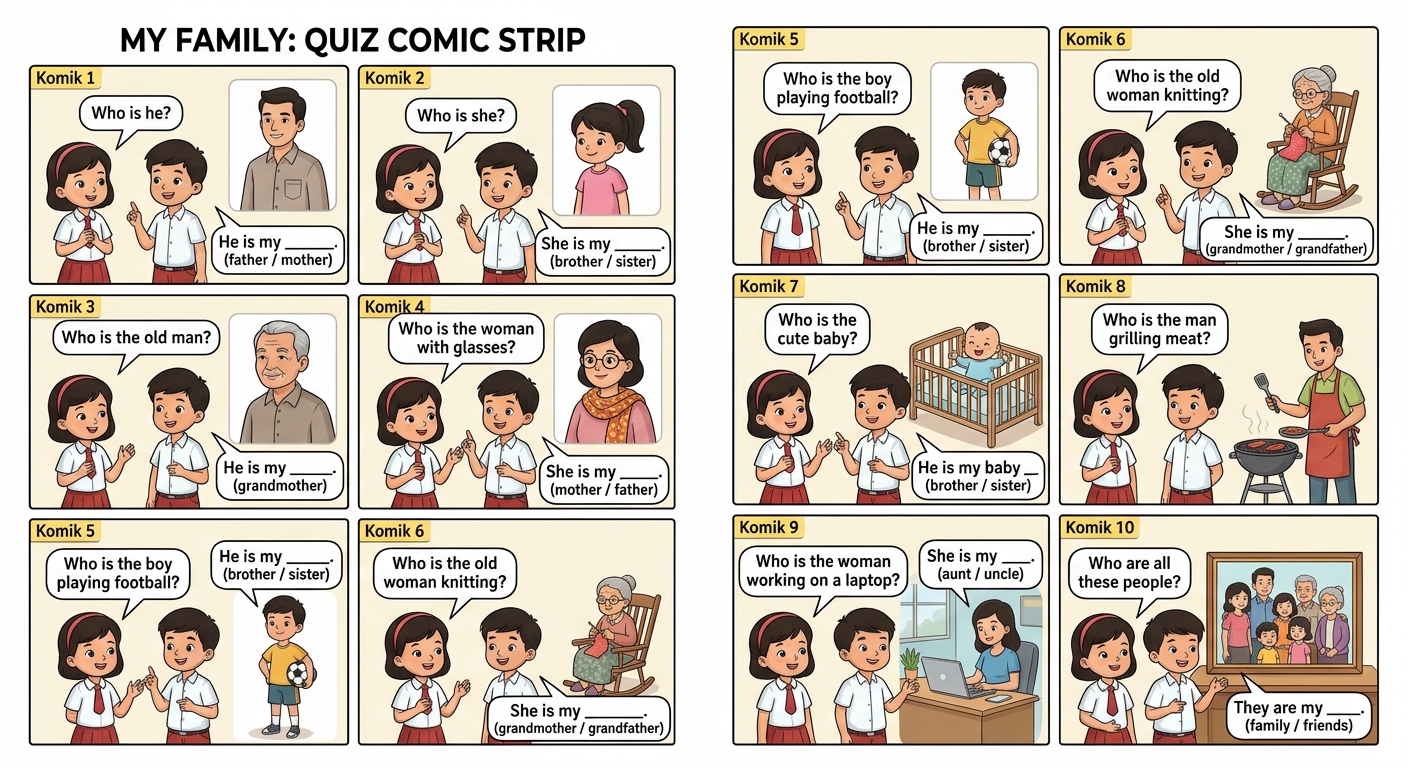 MY FAMILY: QUIZ COMIC STRIP
Komik 1
Who is he?
He is my _____.
(father / mother)
Komik 2
Who is she?
She is my _____.
(brother / sister)
Komik 3
Who is the old man?
He is my _____.
(grandmother)
Komik 4
Who is the woman
with glasses?
She is my ____.
(mother / father)
Komik 5
Who is the boy
playing football?
He is my ____.
(brother / sister)
Komik 6
Who is the old
woman knitting?
She is my _______.
(grandmother / grandfather)
Komik 5
Who is the boy
playing football?
He is my _____.
(brother / sister)
Komik 6
Who is the old
woman knitting?
She is my ______.
(grandmother / grandfather)
Komik 7
Who is the
cute baby?
He is my baby __
(brother / sister)
Komik 8
Who is the man
grilling meat?
Komik 9
Who is the woman
working on a laptop?
She is my ___.
(aunt / uncle)
Komik 10
Who are all
these people?
They are my ____.
(family / friends)